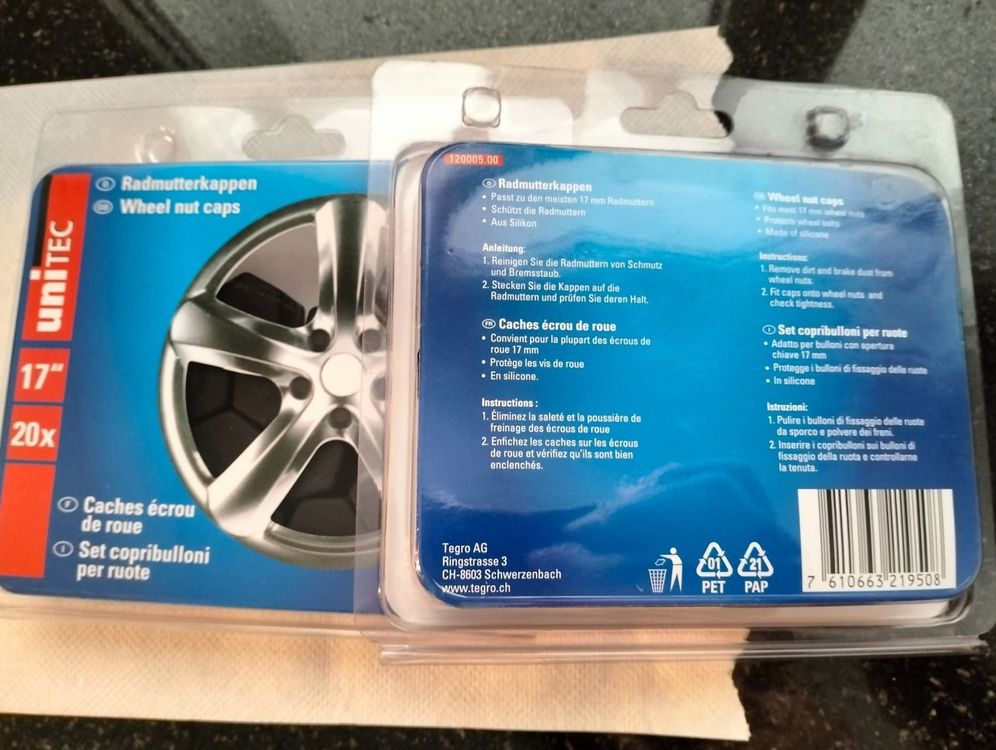 uniTEC
17“
20x
D Radmutterkappen
GB Wheel nut caps
F Caches écrou
de roue
I Set copribulloni
per ruote
120005.00
D Radmutterkappen
• Passt zu den meisten 17 mm Radmuttern
• Schützt die Radmuttern
• Aus Silikon
Anleitung:
1. Reinigen Sie die Radmuttern von Schmutz
und Bremsstaub.
2. Stecken Sie die Kappen auf die
Radmuttern und prüfen Sie deren Halt.
FR Caches écrou de roue
• Convient pour la plupart des écrous de
roue 17 mm
• Protège les vis de roue
• En silicone.
Instructions :
1. Éliminez la saleté et la poussière de
freinage des écrous de roue
2. Enfichez les caches sur les écrous
de roue et vérifiez qu'ils sont bien
enclenchés.
GB Wheel nut caps
• Fits most 17 mm wheel nuts
• Protects wheel bolts
• Made of silicone
Instructions:
1. Remove dirt and brake dust from
wheel nuts.
2. Fit caps onto wheel nuts and
check tightness.
I Set copribulloni per ruote
• Adatto per bulloni con apertura
chiave 17 mm
• Protegge i bulloni di fissaggio delle ruote
• In silicone
Istruzioni:
1. Pulire i bulloni di fissaggio delle ruote
da sporco e polvere dei freni.
2. Inserire i copribulloni sui bulloni di
fissaggio della ruota e controllarne
la tenuta.
Tegro AG
Ringstrasse 3
CH-8603 Schwerzenbach
www.tegro.ch
01
PET
21
PAP
7 610663 219508